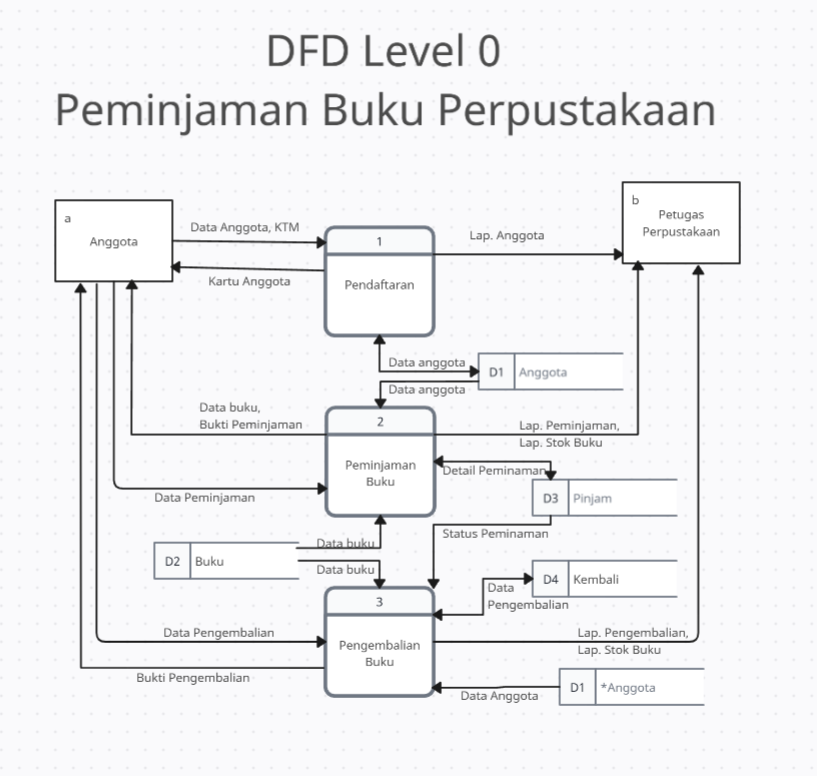 DFD Level 0
Peminjaman Buku Perpustakaan
a
Anggota
Data Anggota, KTM
Kartu Anggota
1
Pendaftaran
Lap. Anggota
b
Petugas
Perpustakaan
Data anggota
D1
Anggota
Data anggota
Data buku,
Bukti Peminjaman
2
Peminjaman
Buku
Lap. Peminjaman,
Lap. Stok Buku
Detail Peminaman
Data Peminjaman
D3
Pinjam
Status Peminaman
D2
Buku
Data buku
Data buku
D4
Kembali
Data
Pengembalian
3
Pengembalian
Buku
Data Pengembalian
Lap. Pengembalian,
Lap. Stok Buku
Bukti Pengembalian
Data Anggota
D1
*Anggota